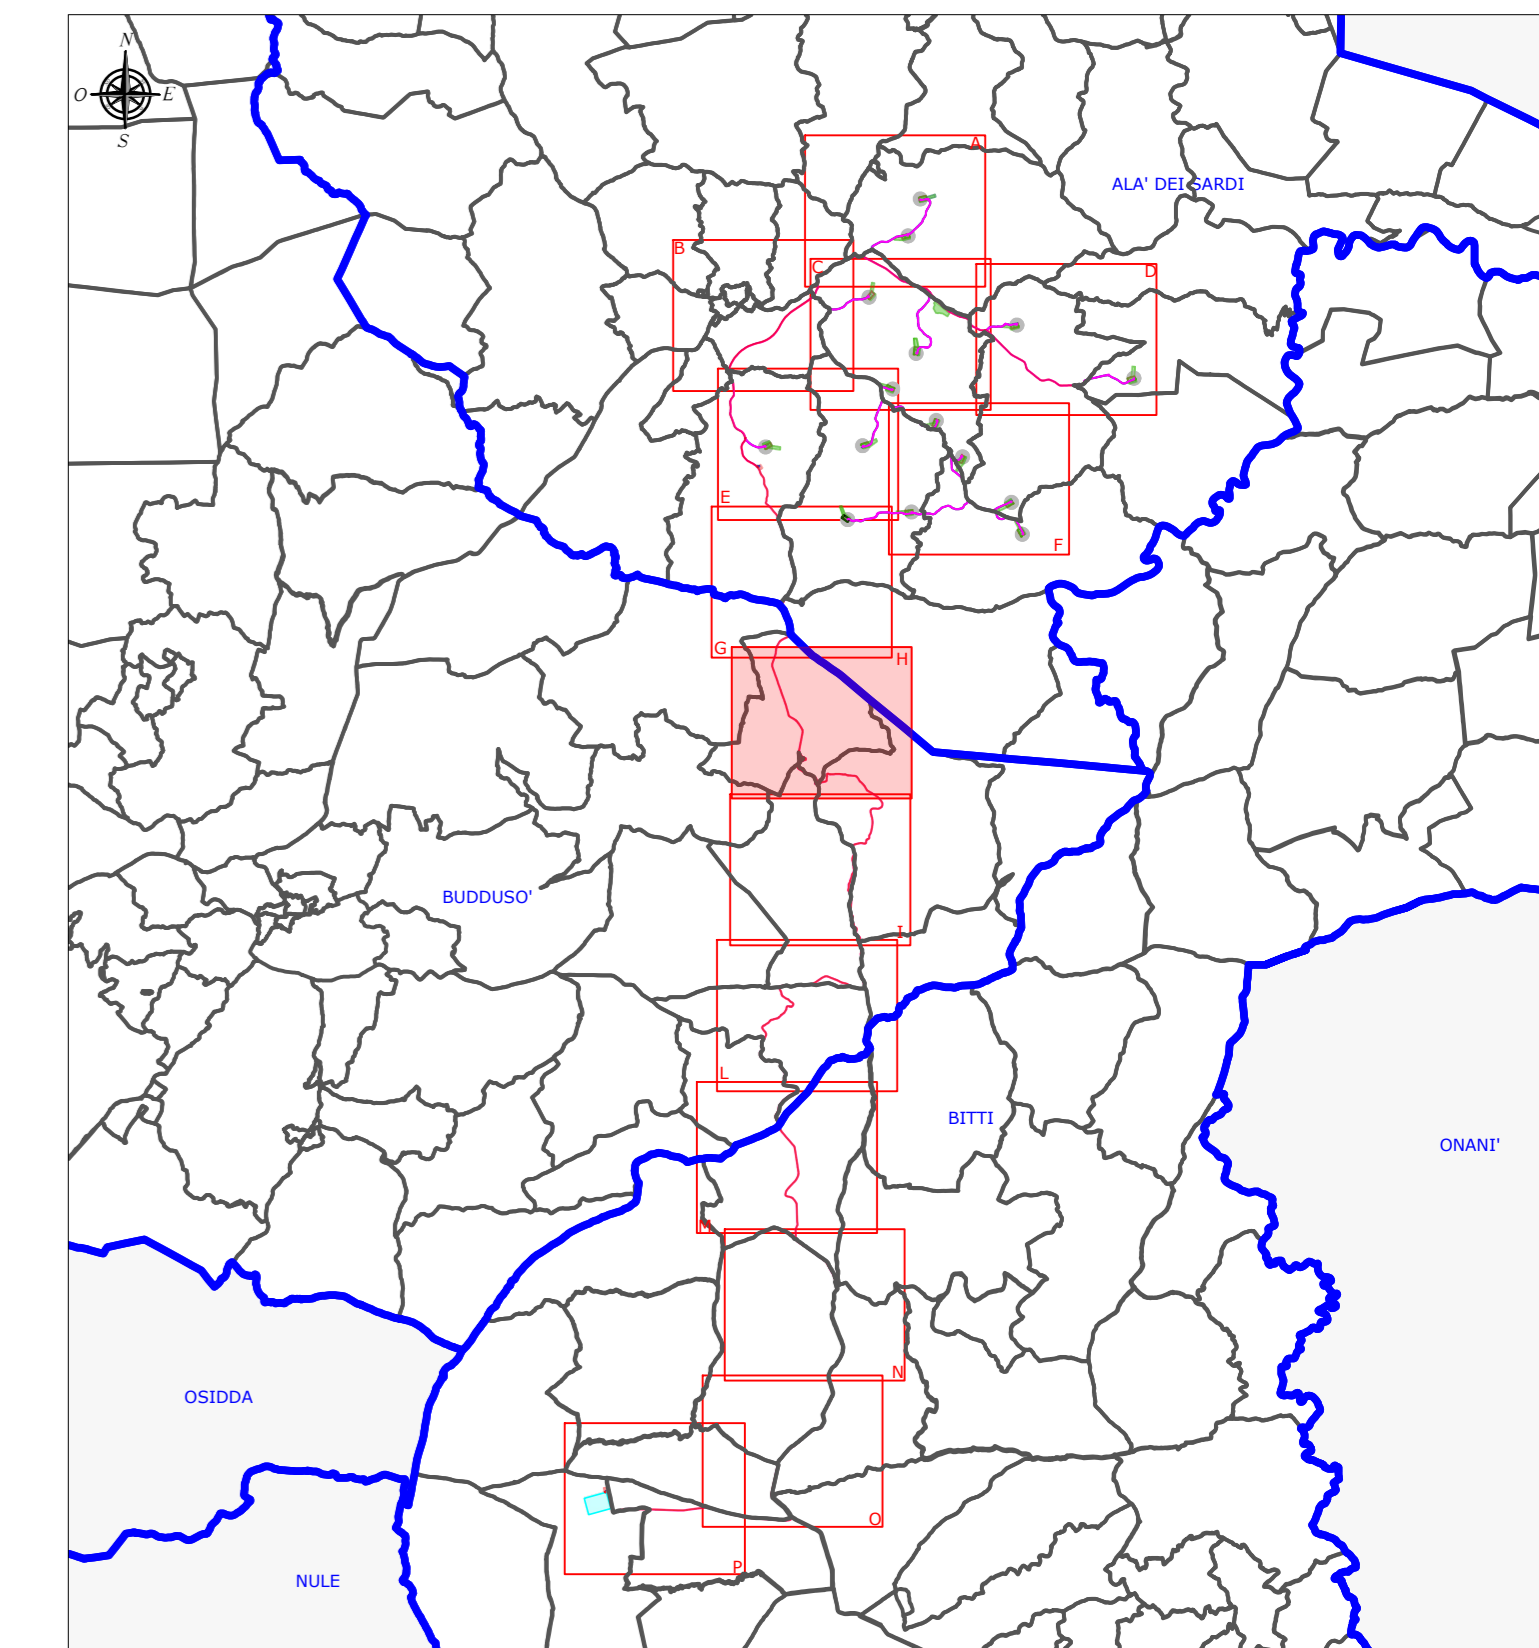 N
O E
S
A
ALA' DEI SARDI
B
C
D
E
F
G
H
BUDDUSO'
I
L
BITTI
ONANI'
M
N
OSIDDA
O
P
NULE